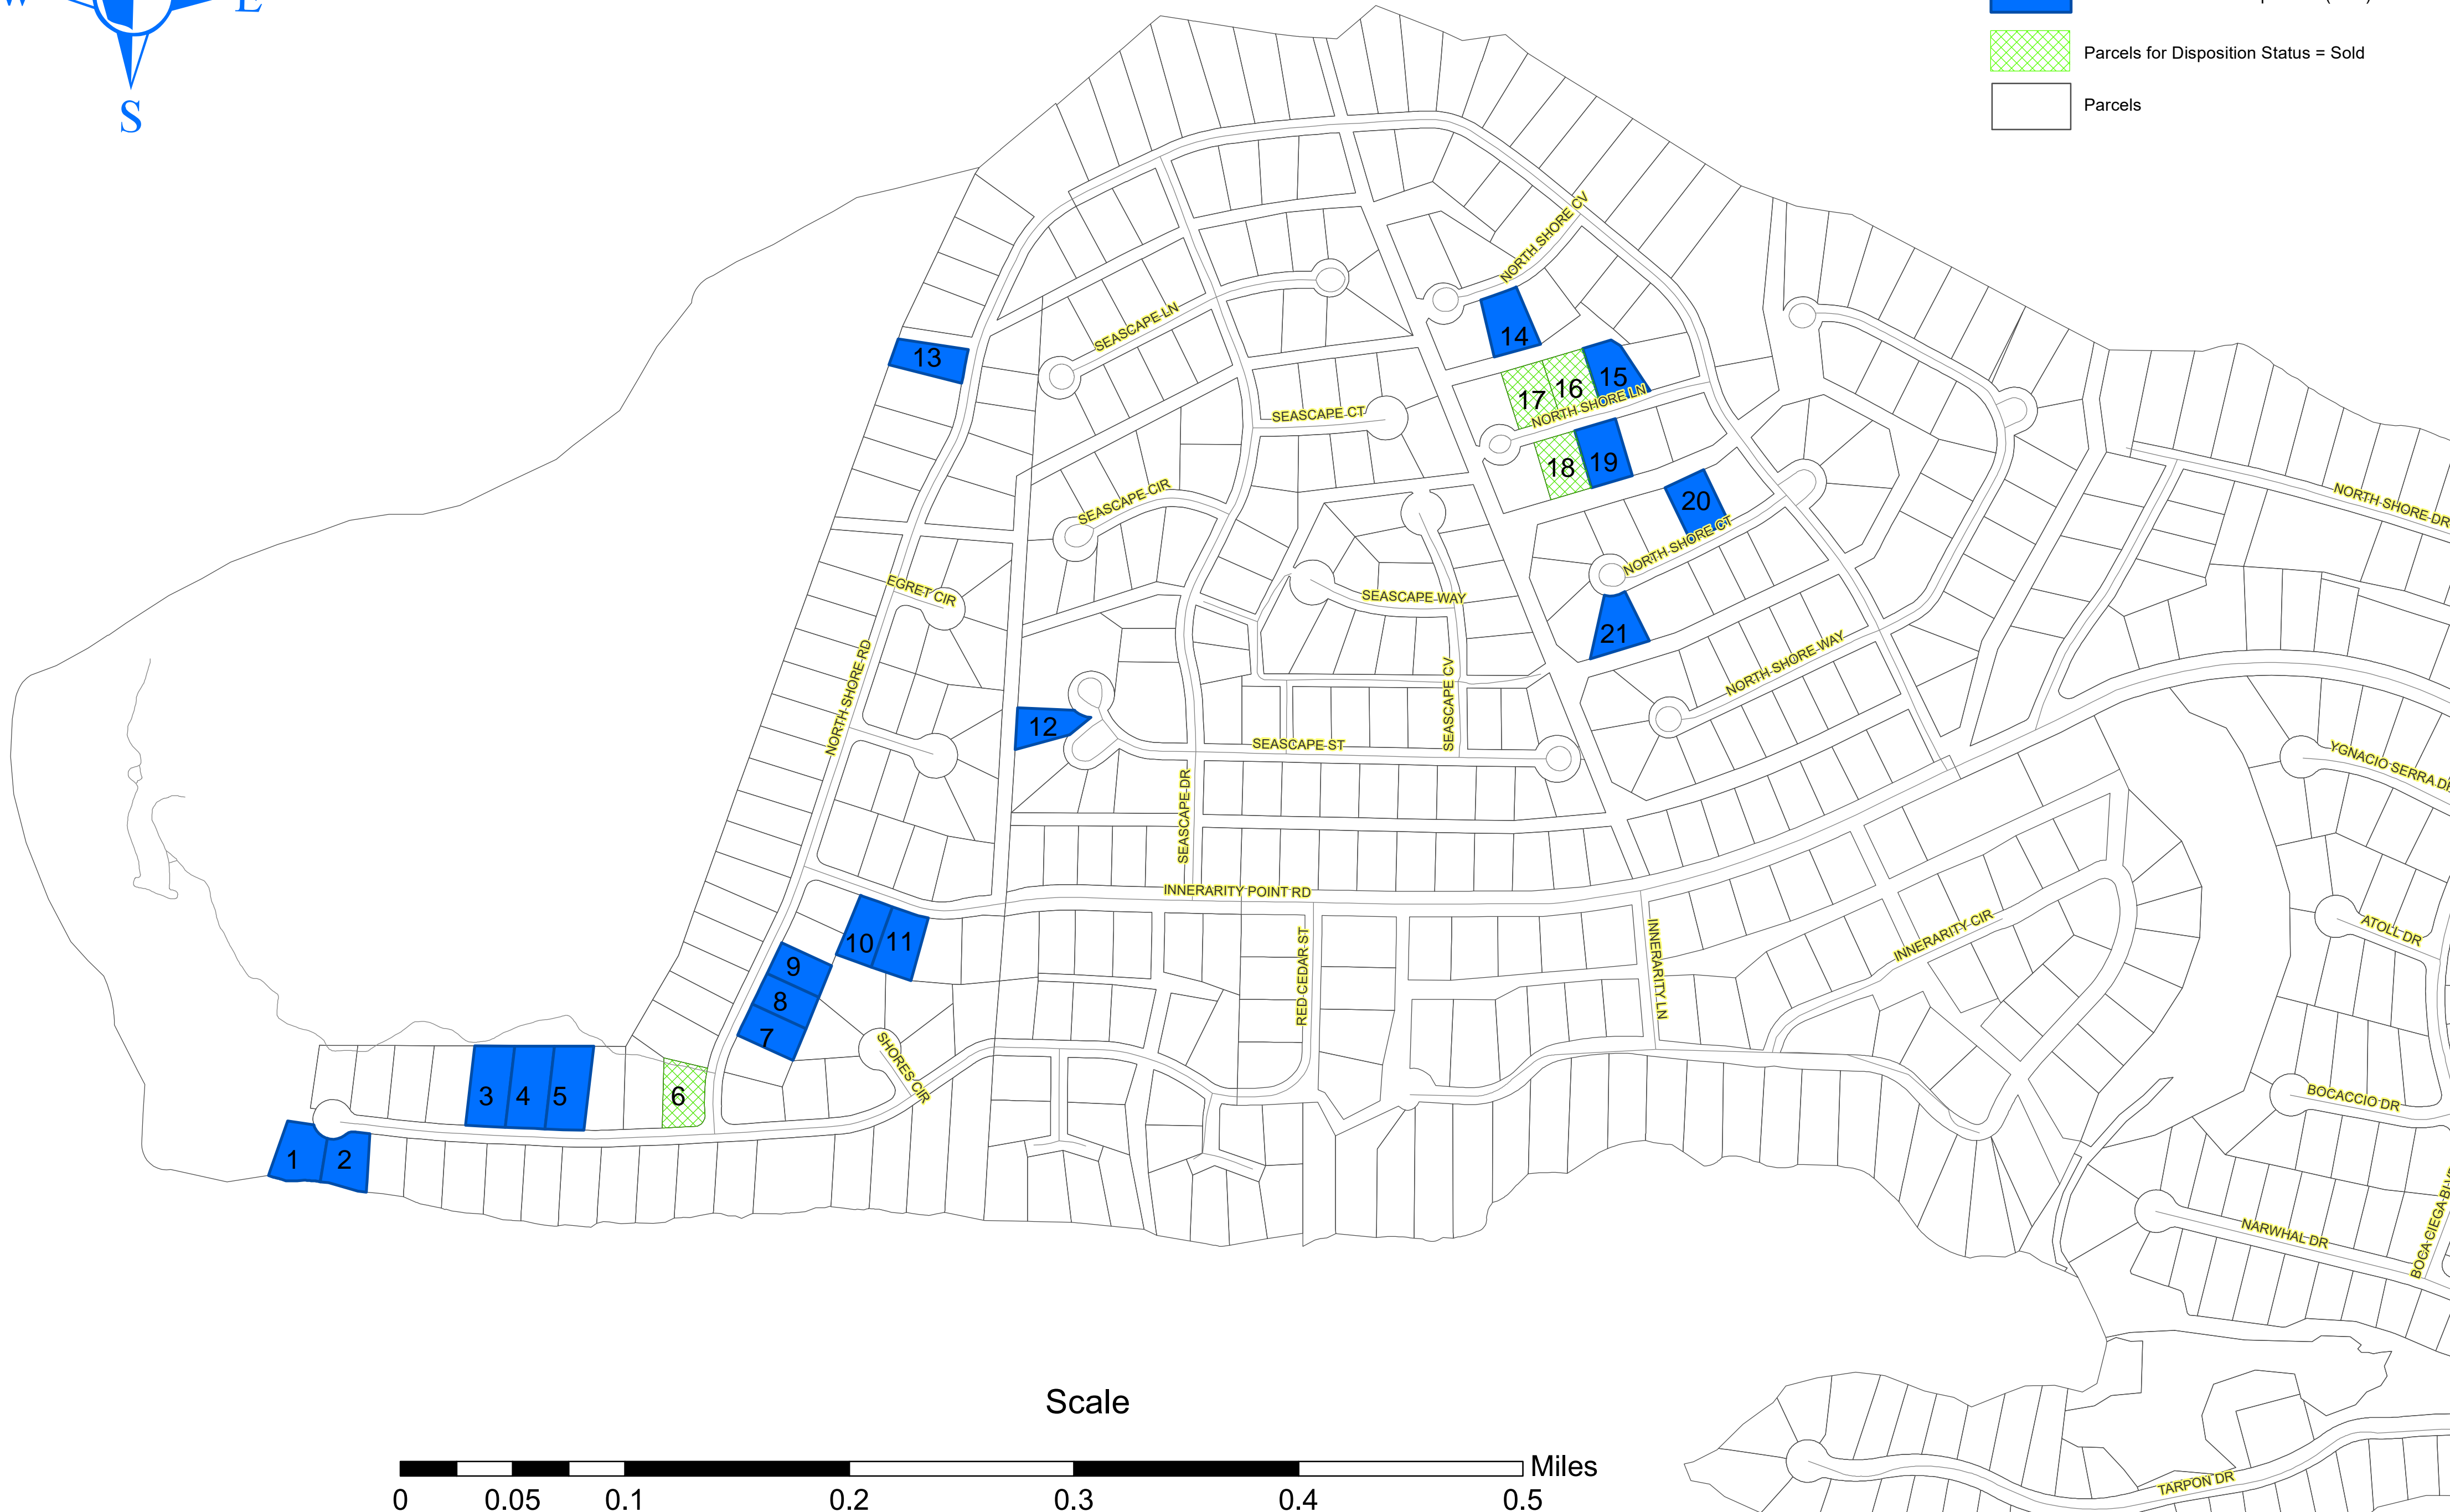 W
E
S
Parcels for Disposition Status = Sold
Parcels
NORTH SHORE CV
SEASCAPE LN
14
13
15
16
17
NORTH SHORE LN
SEASCAPE CT
18
19
SEASCAPE CIR
20
NORTH SHORE DR
NORTH SHORE CT
EGRET CIR
SEASCAPE WAY
21
NORTH SHORE RD
NORTH SHORE WAY
SEASCAPE CV
12
SEASCAPE ST
YGNACIO SERRA DR
SEASCAPE DR
INNERARITY POINT RD
10
11
INNERARITY LN
INNERARITY CIR
ATOLL DR
RED CEDAR ST
9
8
7
SHORES CIR
3
4
5
6
BOCACCIO DR
1
2
NARWHAL DR
BOCA CIEGA BLVD
Scale
Miles
0
0.05
0.1
0.2
0.3
0.4
0.5
TARPON DR